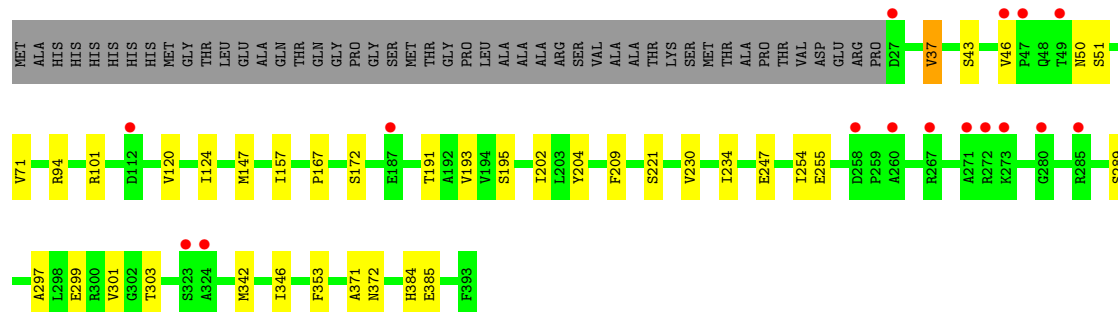 MET ALA HIS HIS HIS HIS HIS HIS MET GLY THR LEU GLU ALA GLN THR GLN GLY PRO GLY SER MET THR GLY PRO LEU ALA ALA ALA ARG SER VAL ALA ALA THR LYS SER MET THR ALA PRO THR VAL ASP GLU ARG PRO D27 V37 S43 V46 P47 Q48 T49 N50 S51
V71 R94 R101 D112 V120 I124 M147 I157 P167 S172 E187 T191 A192 V193 V194 S195 I202 L203 Y204 F209 S221 V230 I234 E247 I254 E255 D258 P259 A260 R267 A271 R272 K273 G280 R285 S289
A297 L298 E299 R300 V301 G302 T303 S323 A324 M342 I346 F353 A371 N372 H384 E385 F393